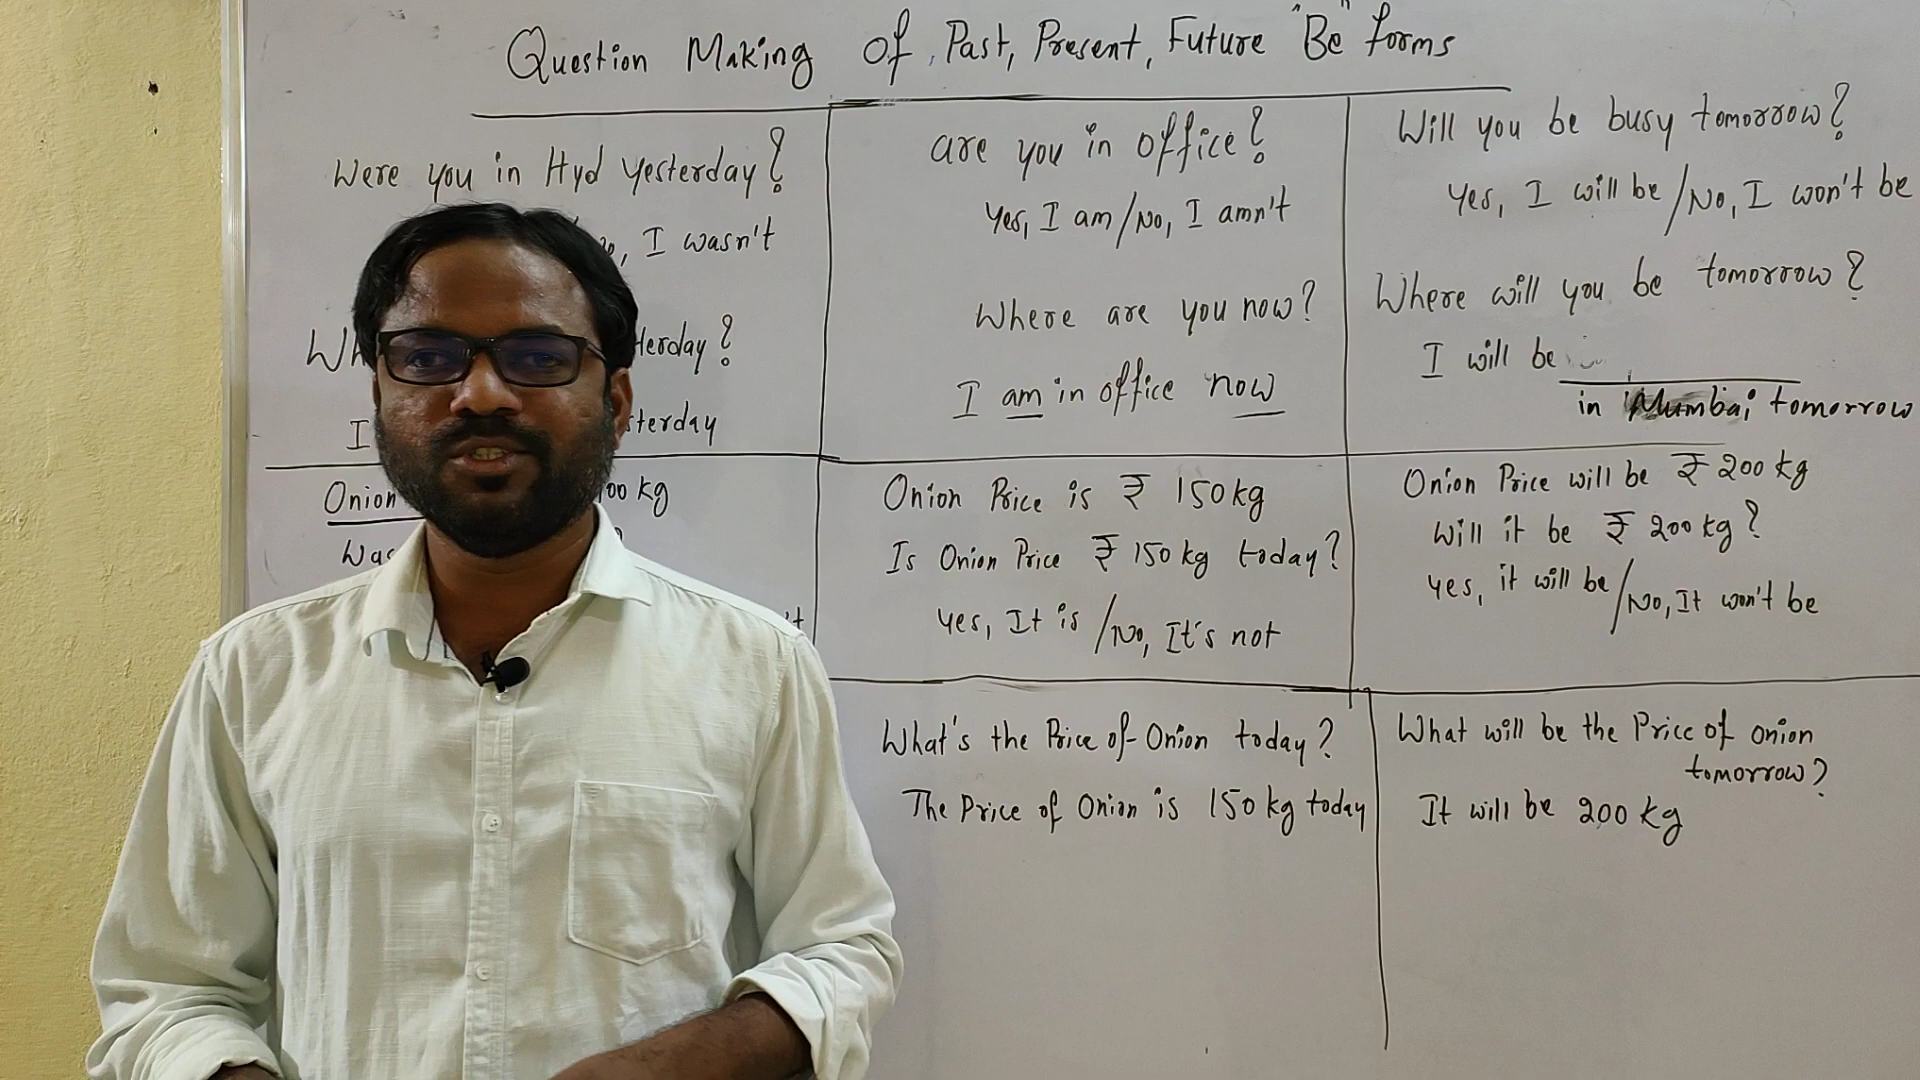 Question Making of Past, Present, Future "Be" forms
Were you in Hyd Yesterday?
I wasn't
I
Onion
kg
Was
are you in office?
Yes, I am/No, I amn't
Where are you now?
I am in office now
Onion Price is ₹ 150 kg
Is Onion Price ₹ 150 kg today?
Yes, It is/No, It's not
What's the Price of Onion today?
The Price of Onion is 150 kg today
Will you be busy tomorrow?
Yes, I will be/No, I won't be
Where will you be tomorrow?
I will be
in Mumbai tomorrow
Onion Price will be ₹ 200 kg
Will it be ₹ 200 kg?
Yes, it will be/No, It won't be
What will be the Price of onion
tomorrow?
It will be 200 kg